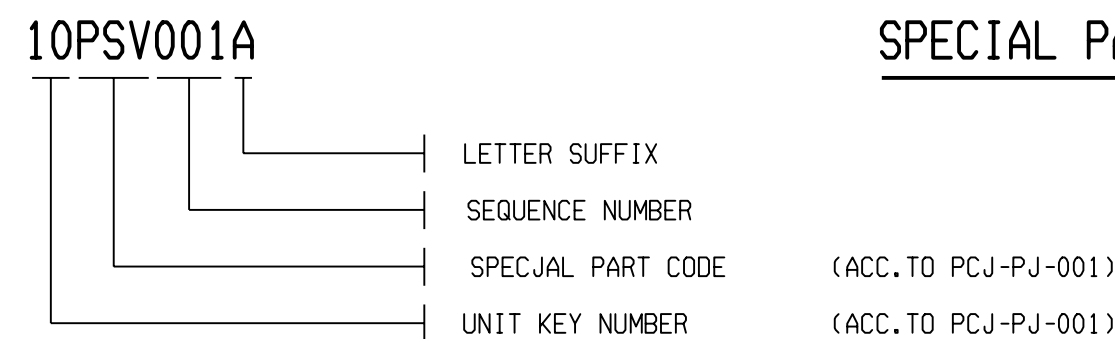 10PSV001A
SPECIAL
LETTER SUFFIX
SEQUENCE NUMBER
SPECJAL PART CODE (ACC.TO PCJ-PJ-001)
UNIT KEY NUMBER (ACC.TO PCJ-PJ-001)